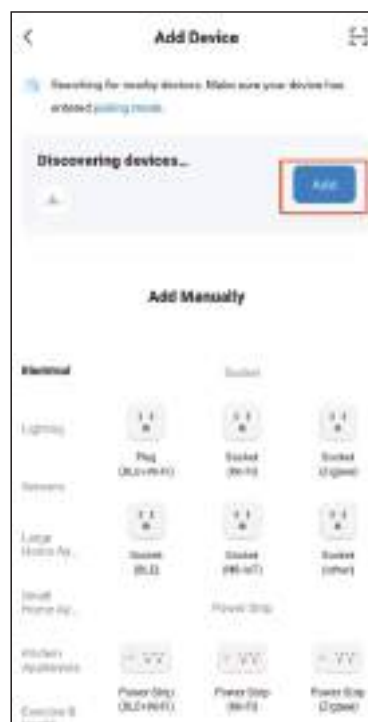 Add Device
Searching for nearby devices. Make sure your device has
entered pairing mode.
Discovering devices...
Add
Add Manually
Electrical
Socket
Lighting
Plug
(BLE+Wi-Fi)
Socket
(Wi-Fi)
Socket
(Zigbee)
Sensors
Large
Home Ap...
Socket
(BLE)
Socket
(NB-IoT)
Socket
(other)
Small
Home Ap...
Power Strip
Kitchen
Appliances
Power Strip
(BLE+Wi-Fi)
Power Strip
(Wi-Fi)
Power Strip
(Zigbee)
Exercise &